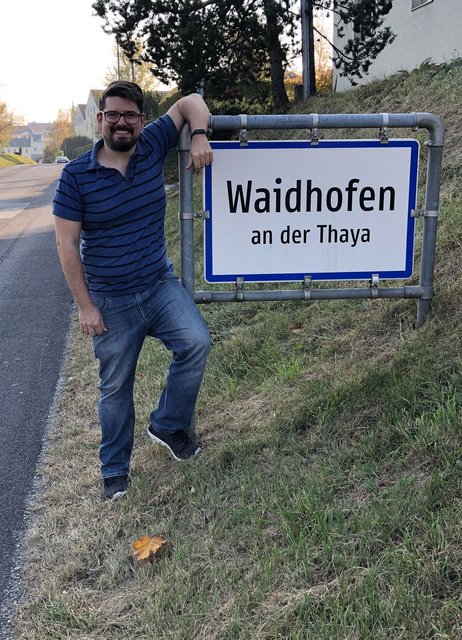 Waidhofen
an der Thaya